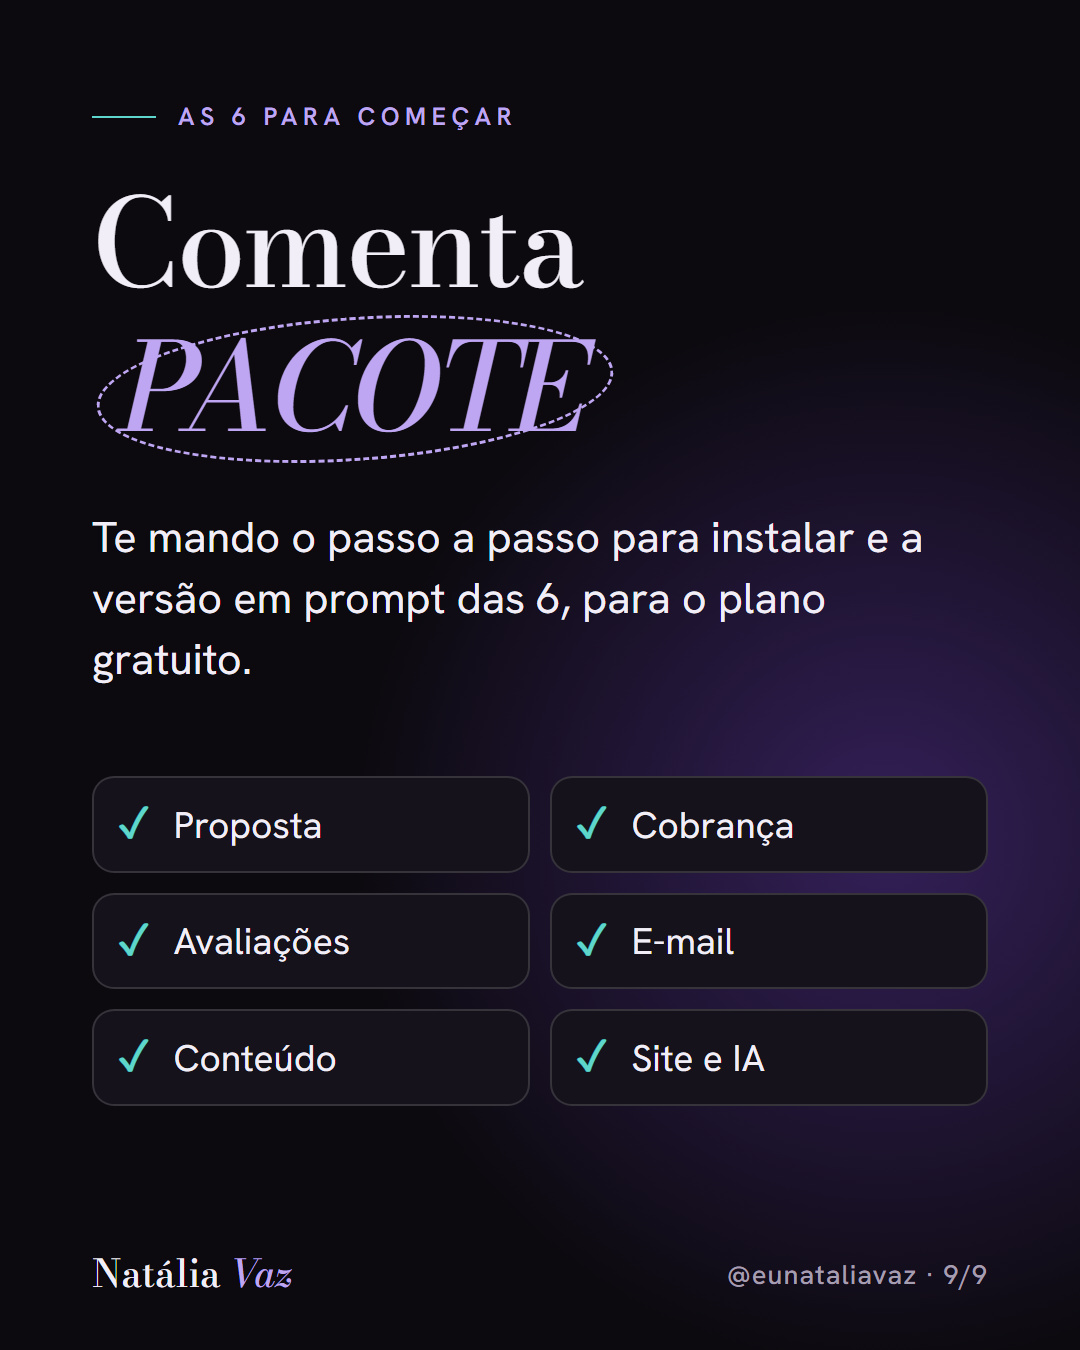 AS 6 PARA COMEÇAR
Comenta
PACOTE
Te mando o passo a passo para instalar e a
versão em prompt das 6, para o plano
gratuito.
✓ Proposta
✓ Cobrança
✓ Avaliações
✓ E-mail
✓ Conteúdo
✓ Site e IA
Natália Vaz
@eunataliavaz · 9/9